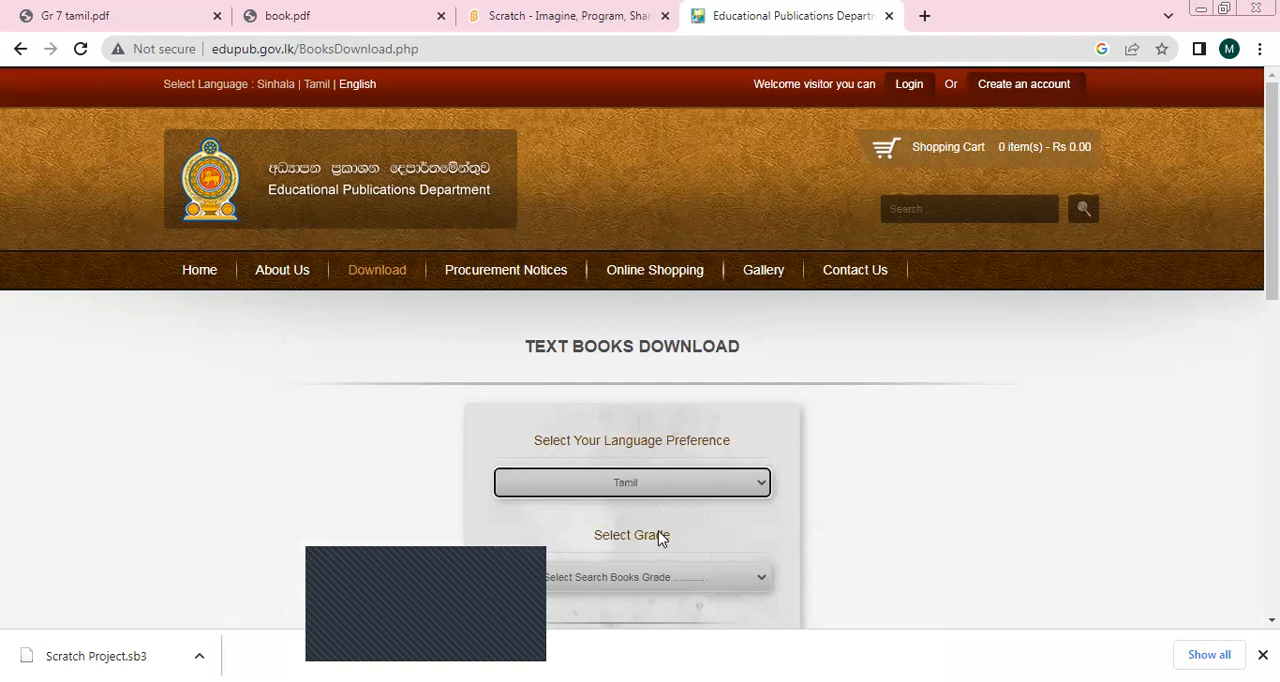 Gr 7 tamil.pdf
book.pdf
Scratch - Imagine, Program, Shar
Educational Publications Departm
Not secure
edupub.gov.lk/BooksDownload.php
M
Select Language : Sinhala | Tamil | English
Welcome visitor you can Login Or Create an account
අධ්‍යාපන ප්‍රකාශන දෙපාර්තමේන්තුව
Educational Publications Department
Shopping Cart 0 item(s) - Rs 0.00
Search ...
Home
About Us
Download
Procurement Notices
Online Shopping
Gallery
Contact Us
TEXT BOOKS DOWNLOAD
Select Your Language Preference
Tamil
Select Grade
Select Search Books Grade ............
Scratch Project.sb3
Show all